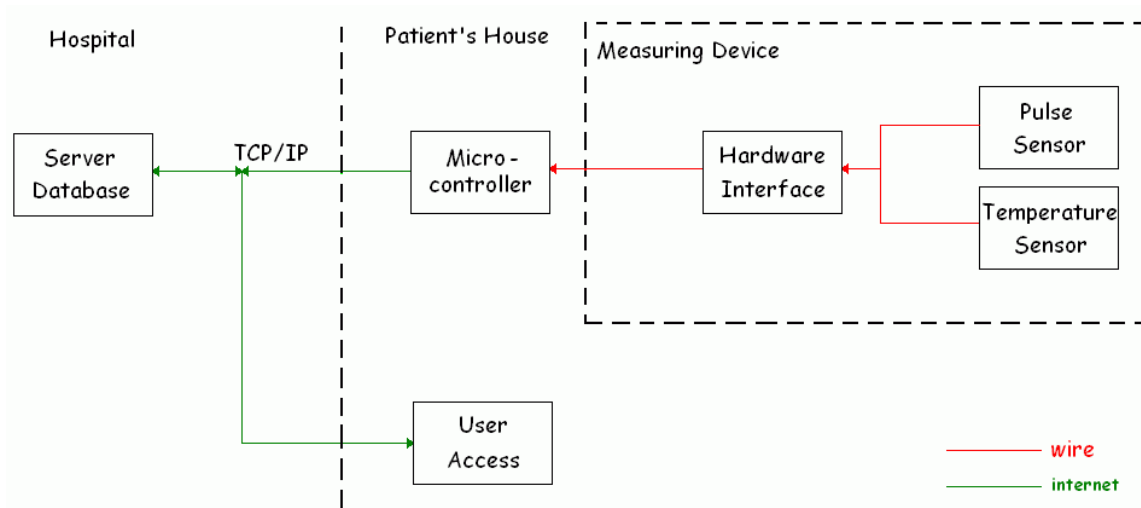 Hospital
Patient's House
Measuring Device
Server
Database
TCP/IP
Micro-
controller
Hardware
Interface
Pulse
Sensor
Temperature
Sensor
User
Access
wire
internet